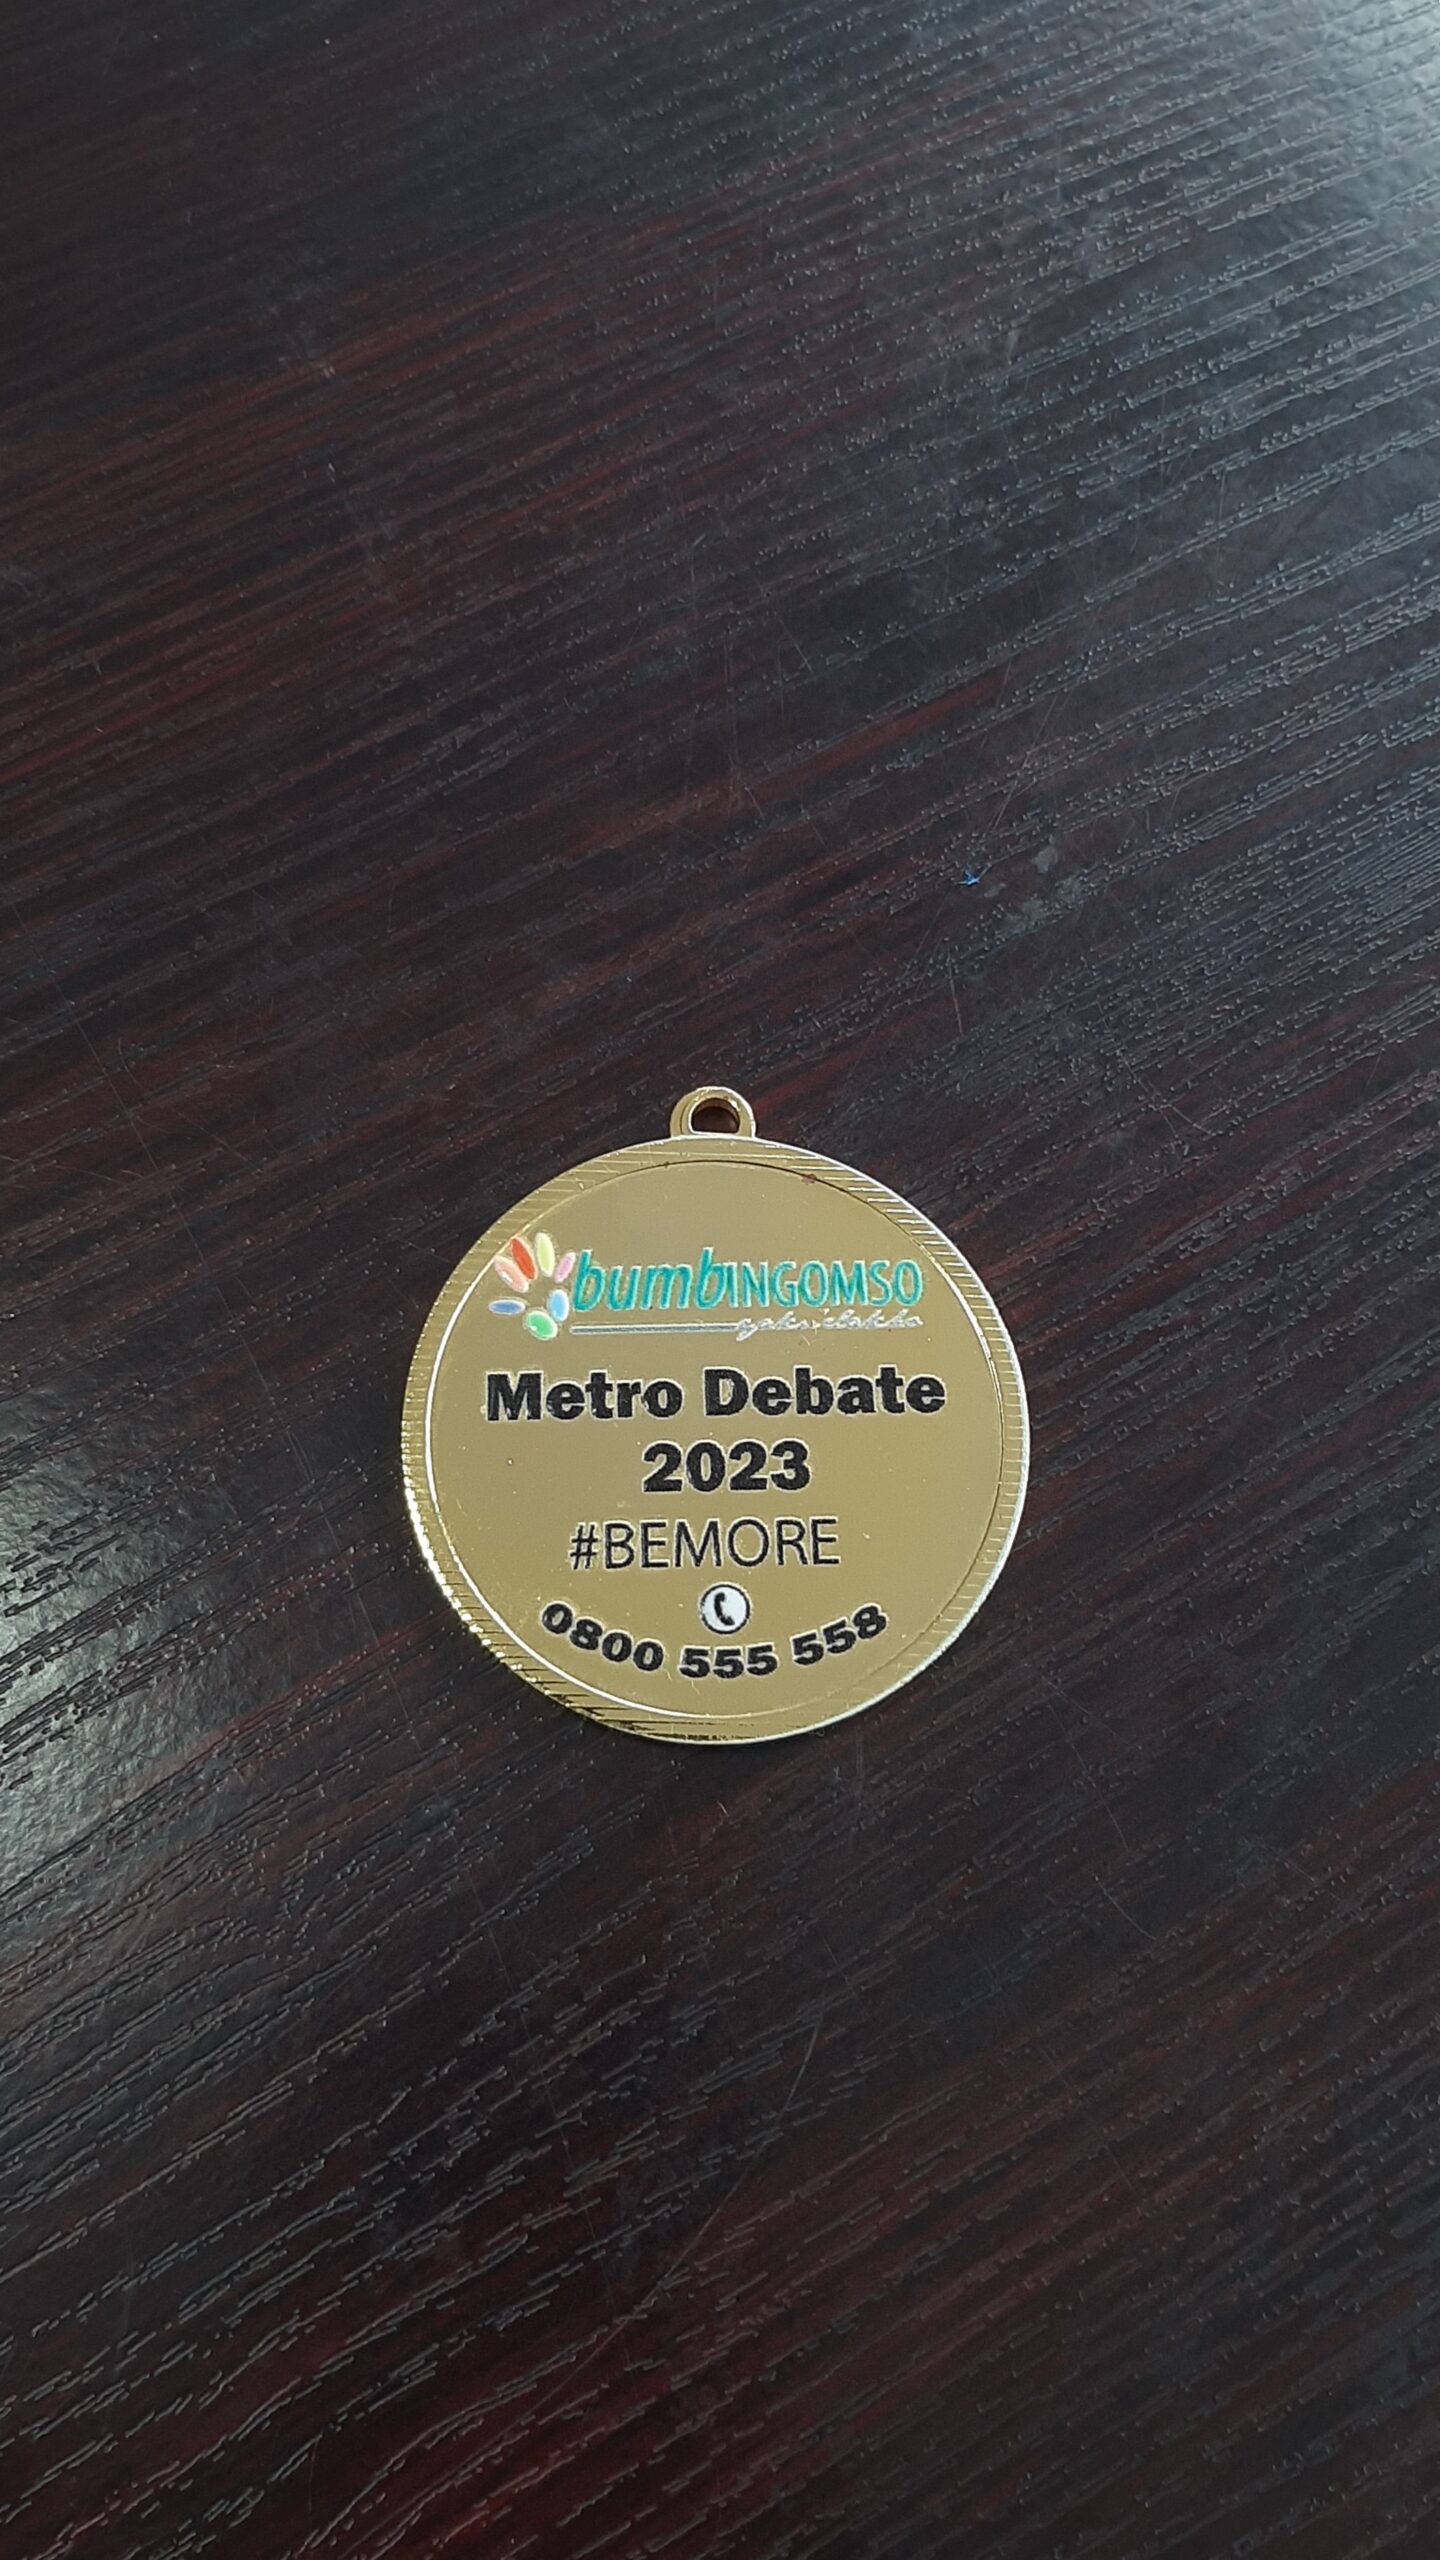 bumbINGOMSO
Metro Debate
2023
#BEMORE
0800 555 558